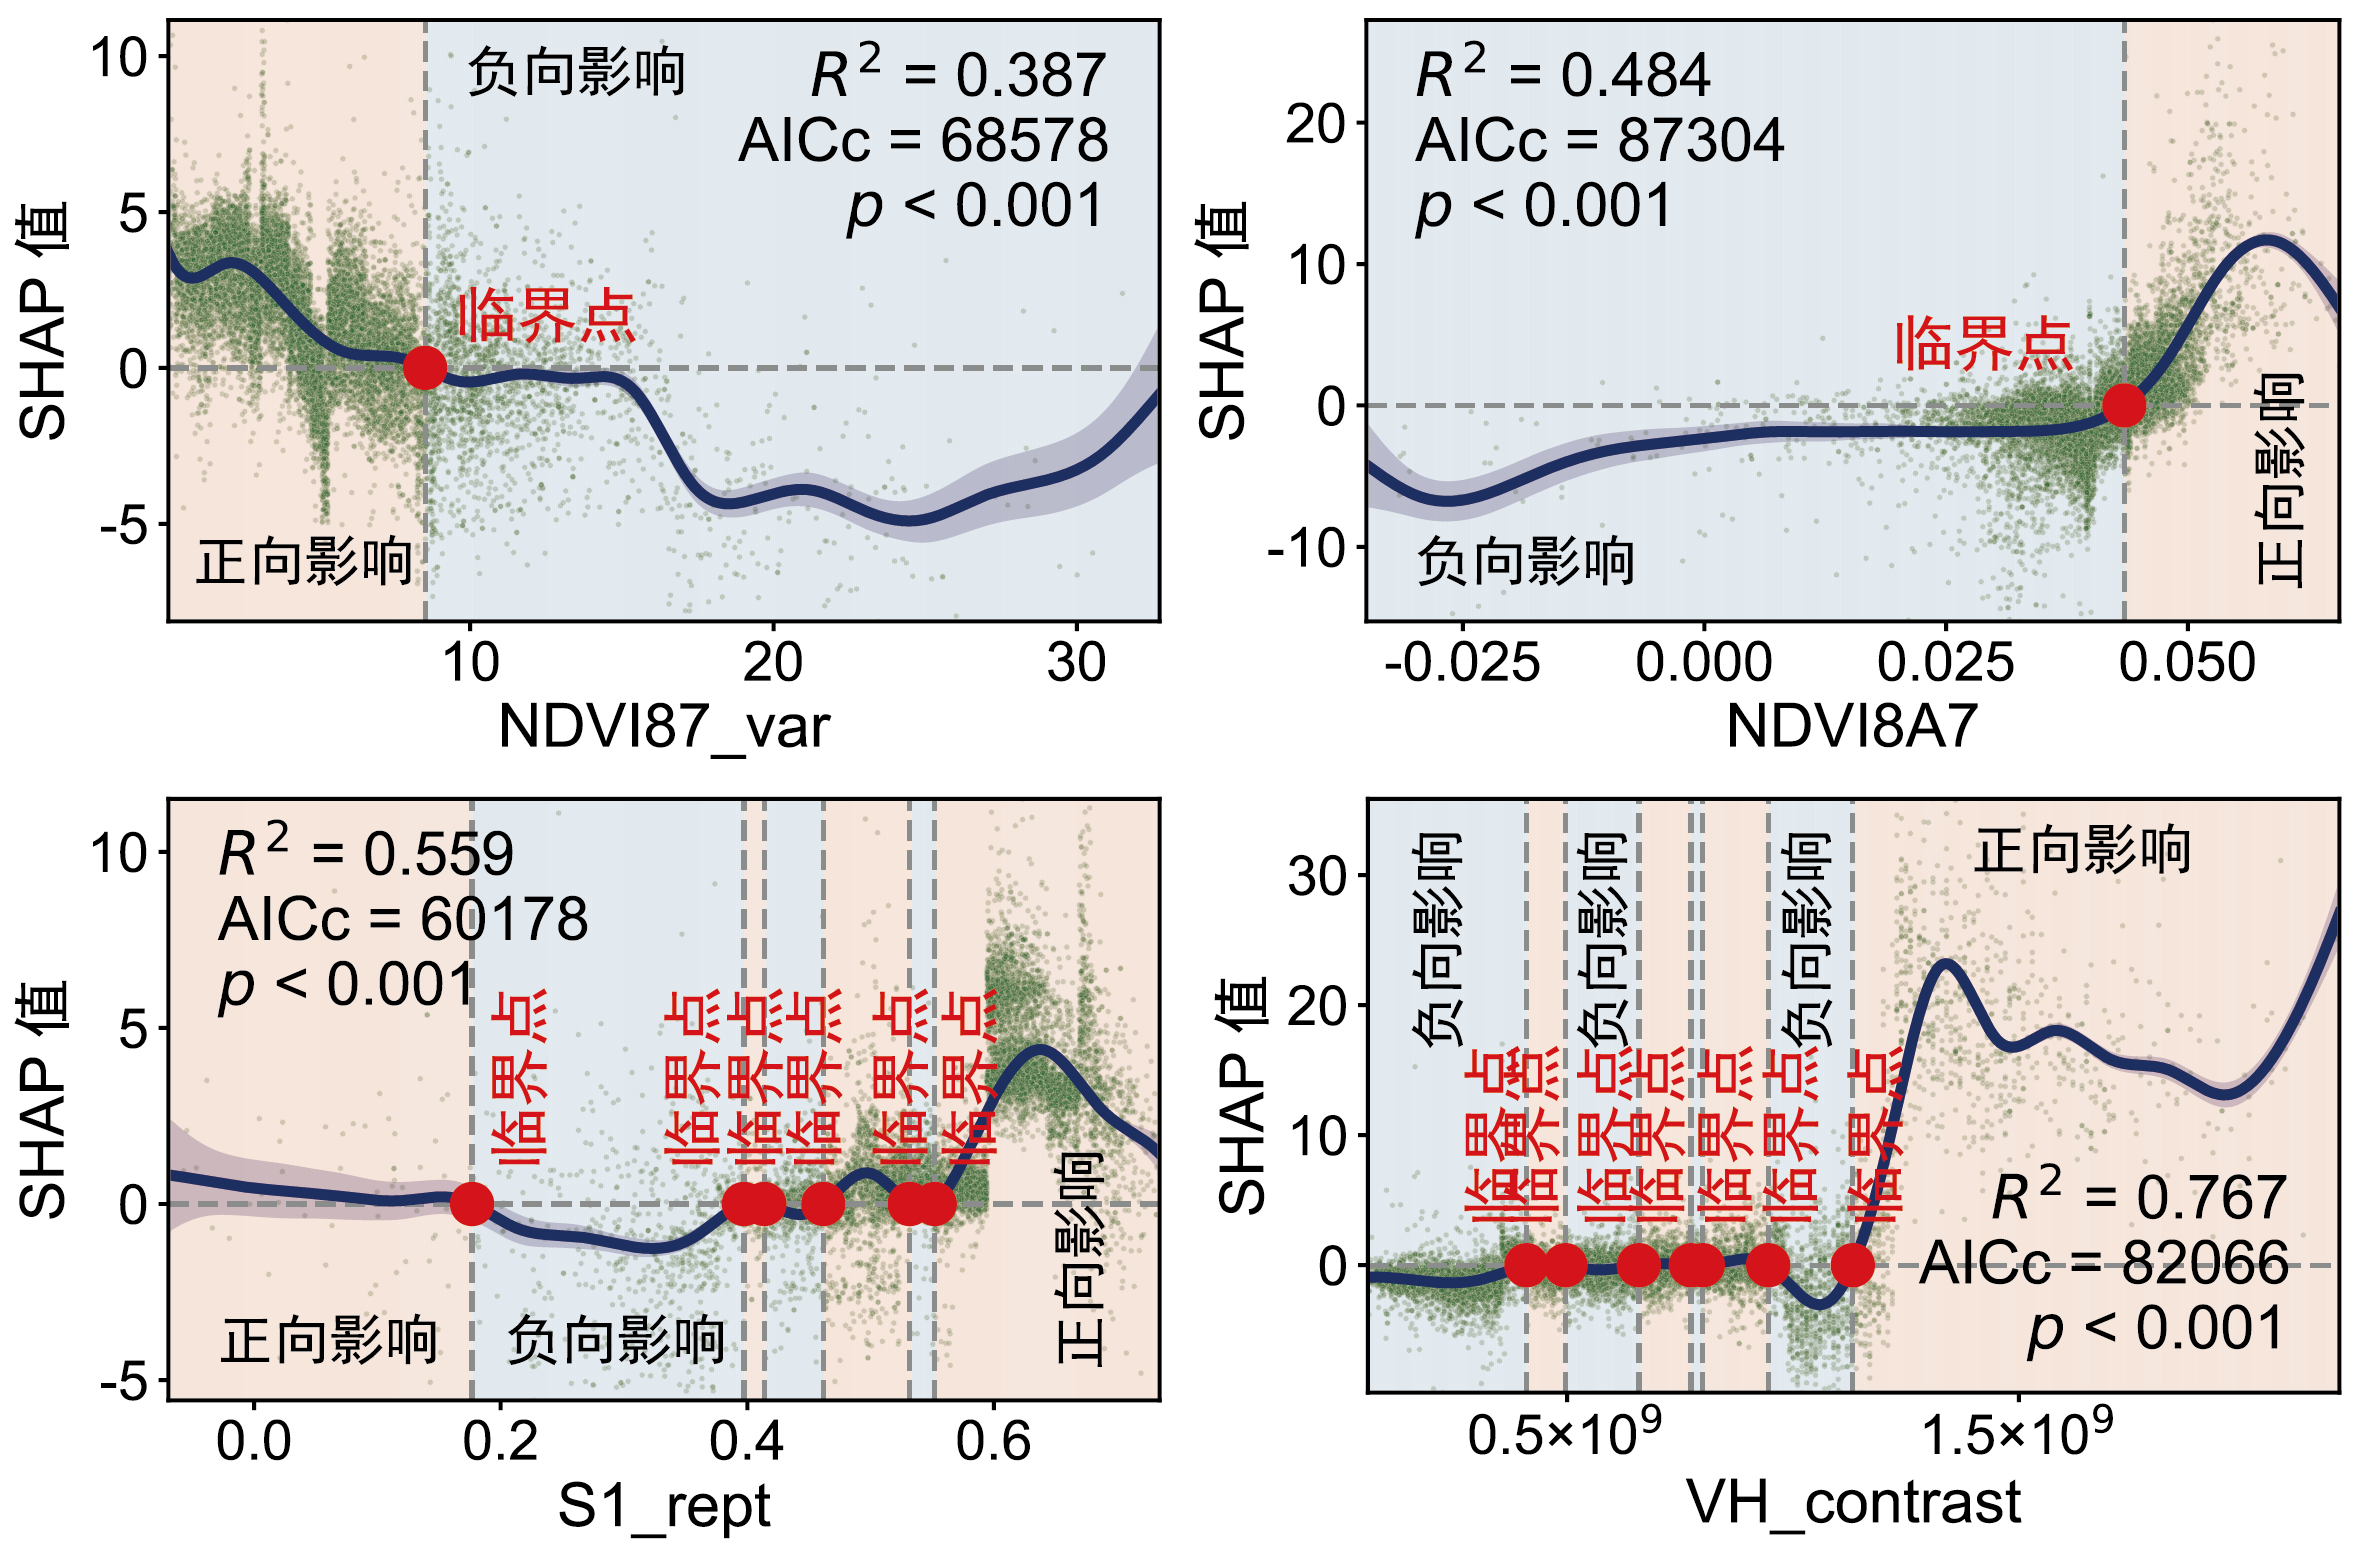 10
5
0
-5
SHAP 值
负向影响
R² = 0.387
AICc = 68578
p < 0.001
临界点
正向影响
10
20
30
NDVI87_var
20
10
0
-10
SHAP 值
R² = 0.484
AICc = 87304
p < 0.001
临界点
负向影响
正向影响
-0.025
0.000
0.025
0.050
NDVI8A7
10
5
0
-5
SHAP 值
R² = 0.559
AICc = 60178
p < 0.001
临界点
临界点
临界点
临界点
临界点
临界点
正向影响
负向影响
正向影响
0.0
0.2
0.4
0.6
S1_rept
30
20
10
0
SHAP 值
负向影响
负向影响
负向影响
正向影响
临界点
临界点
临界点
临界点
临界点
临界点
临界点
R² = 0.767
AICc = 82066
p < 0.001
0.5×10⁹
1.5×10⁹
VH_contrast